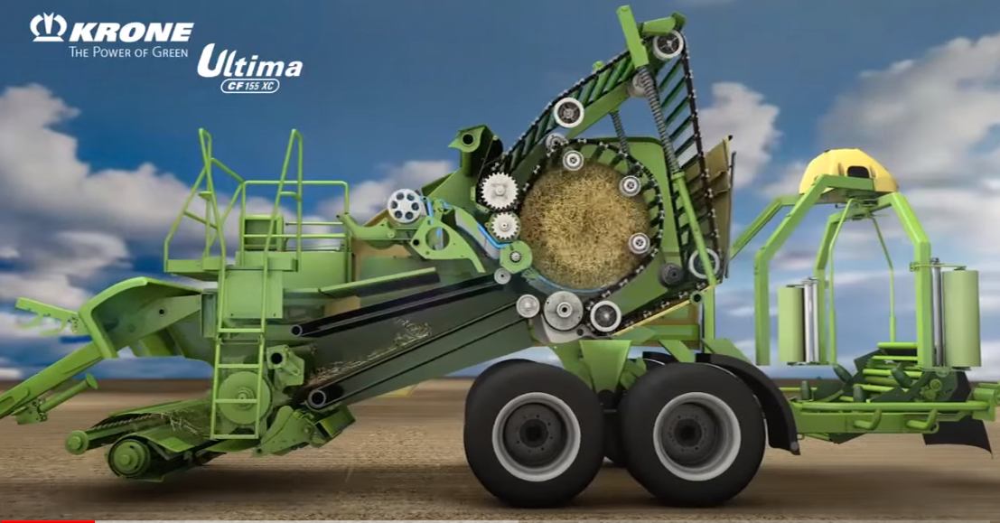 KRONE
THE POWER OF GREEN
Ultima
CF 155 XC